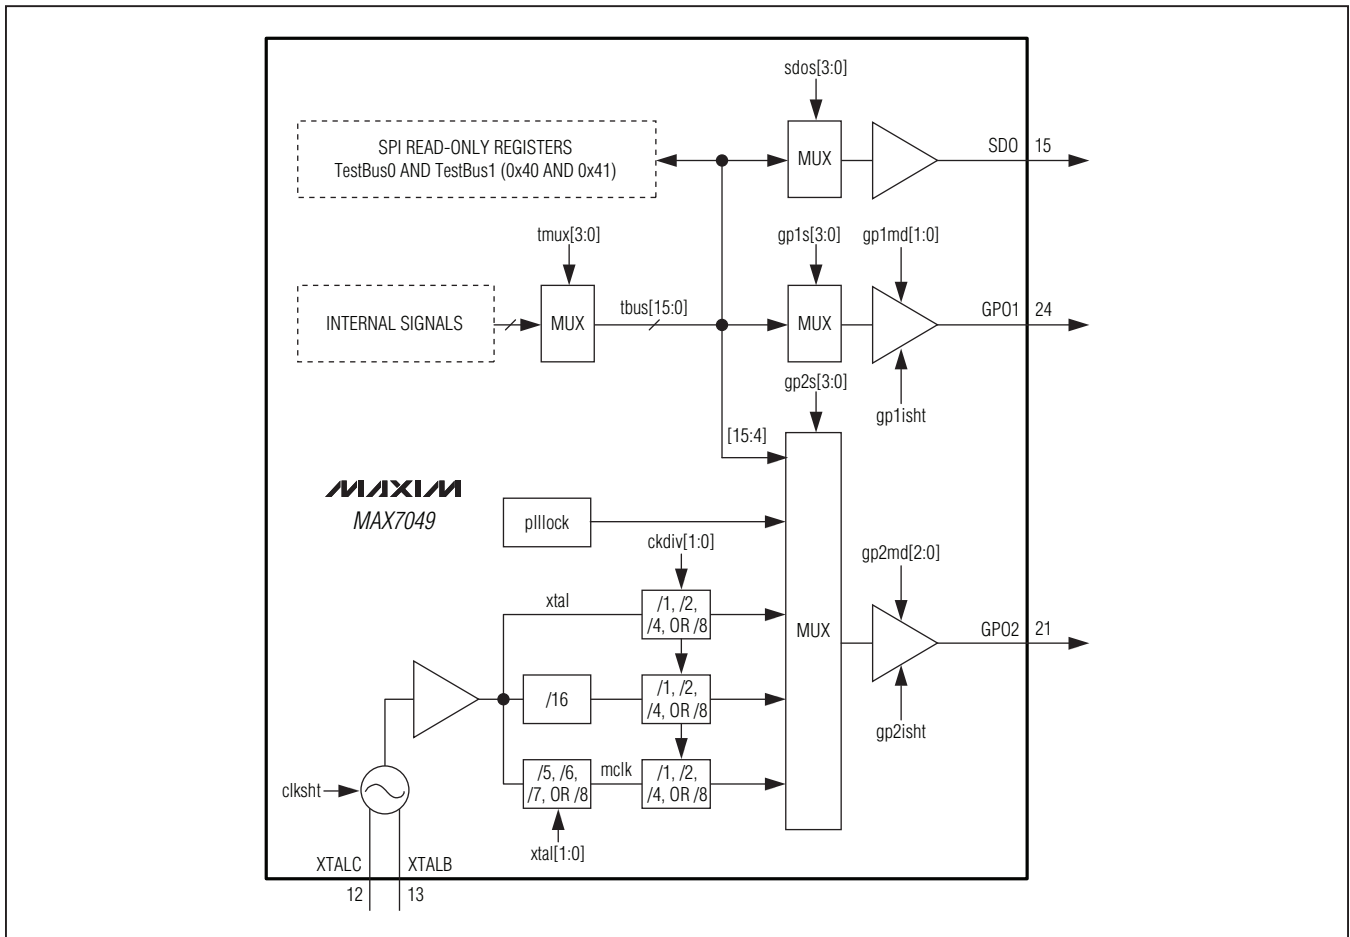 sdos[3:0]
SPI READ-ONLY REGISTERS
TestBus0 AND TestBus1 (0x40 AND 0x41)
MUX
SDO
15
tmux[3:0]
gp1s[3:0]
gp1md[1:0]
INTERNAL SIGNALS
MUX
tbus[15:0]
MUX
GPO1
24
gp2s[3:0]
gp1isht
[15:4]
MAXIM
MAX7049
plllock
ckdiv[1:0]
gp2md[2:0]
xtal
/1, /2,
/4, OR /8
MUX
GPO2
21
/16
/1, /2,
/4, OR /8
gp2isht
clksht
/5, /6,
/7, OR /8
mclk
/1, /2,
/4, OR /8
xtal[1:0]
XTALC
XTALB
12
13